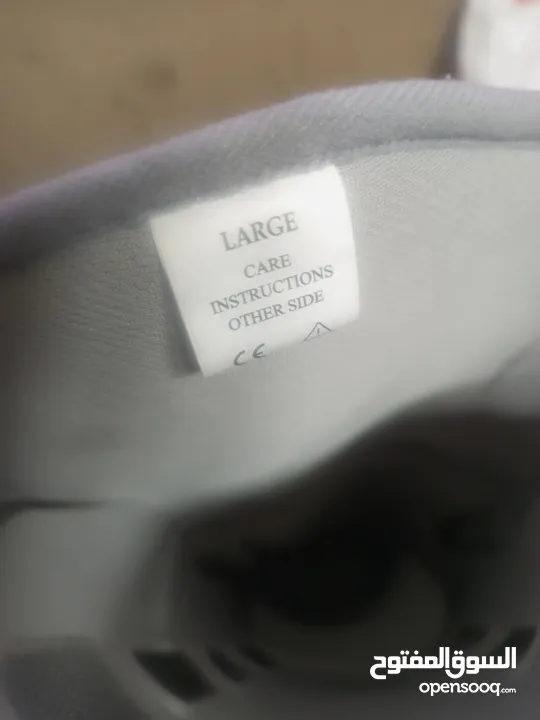 LARGE
CARE
INSTRUCTIONS
OTHER SIDE
CE
السوق المفتوح
opensooq.com